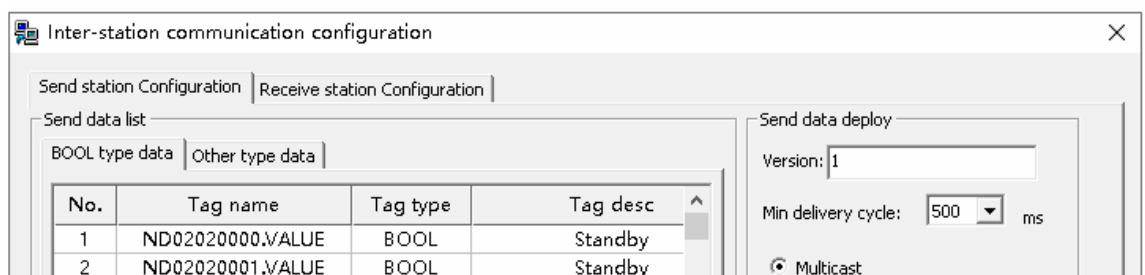 Inter-station communication configuration
Send station Configuration Receive station Configuration
Send data list
BOOL type data Other type data
No. Tag name Tag type Tag desc
1 ND02020000.VALUE BOOL Standby
2 ND02020001.VALUE BOOL Standby
Send data deploy
Version: 1
Min delivery cycle: 500 ms
Multicast